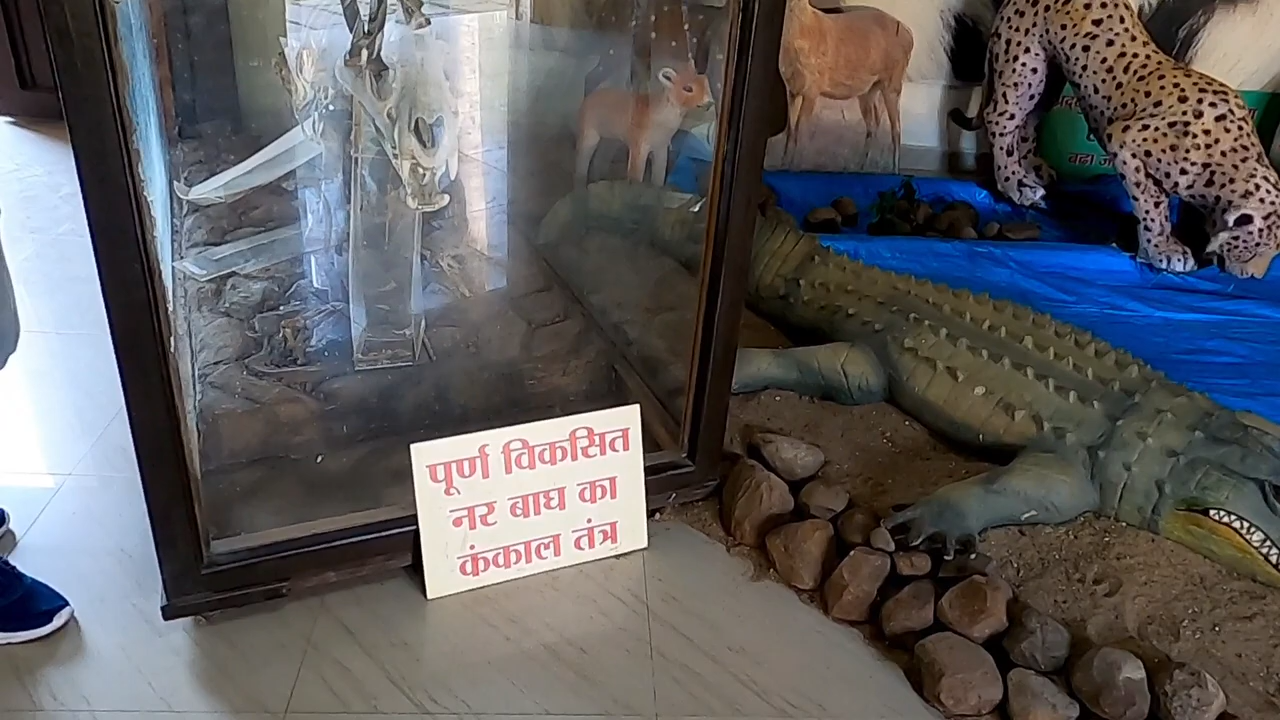 पूर्ण विकसित
नर बाघ का
कंकाल तंत्र